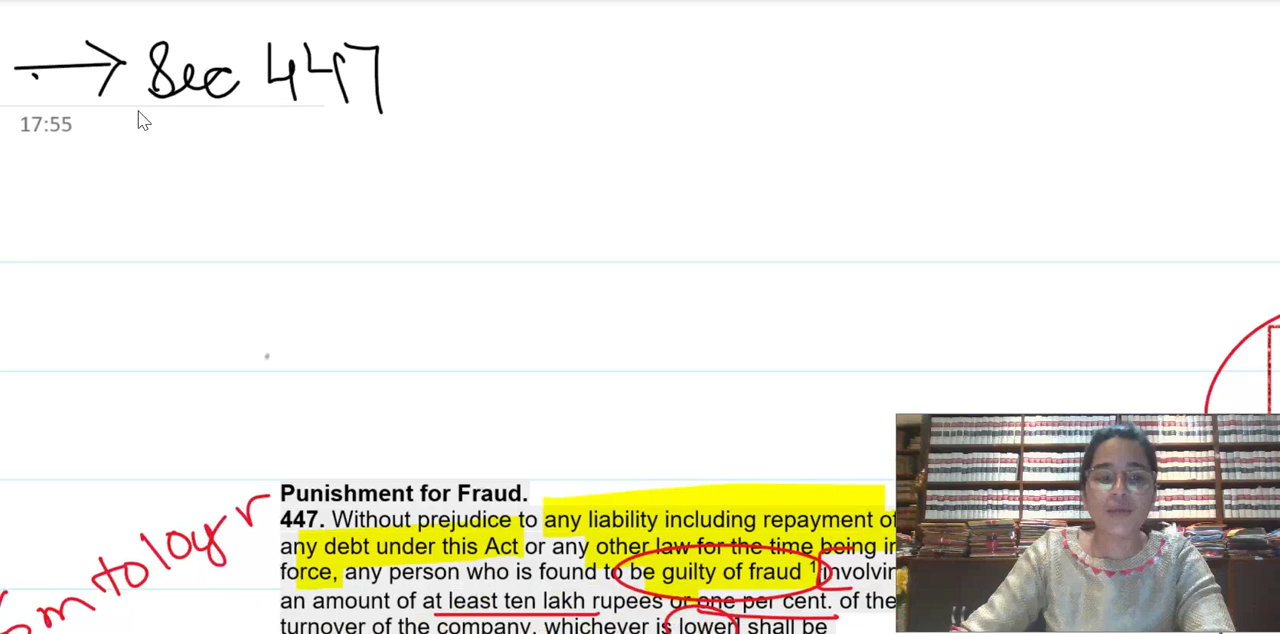 → Sec 447
17:55
Punishment for Fraud.
447. Without prejudice to any liability including repayment of
any debt under this Act or any other law for the time being in
force, any person who is found to be guilty of fraud ¹[involvin
an amount of at least ten lakh rupees or one per cent. of the
turnover of the company, whichever is lower] shall be